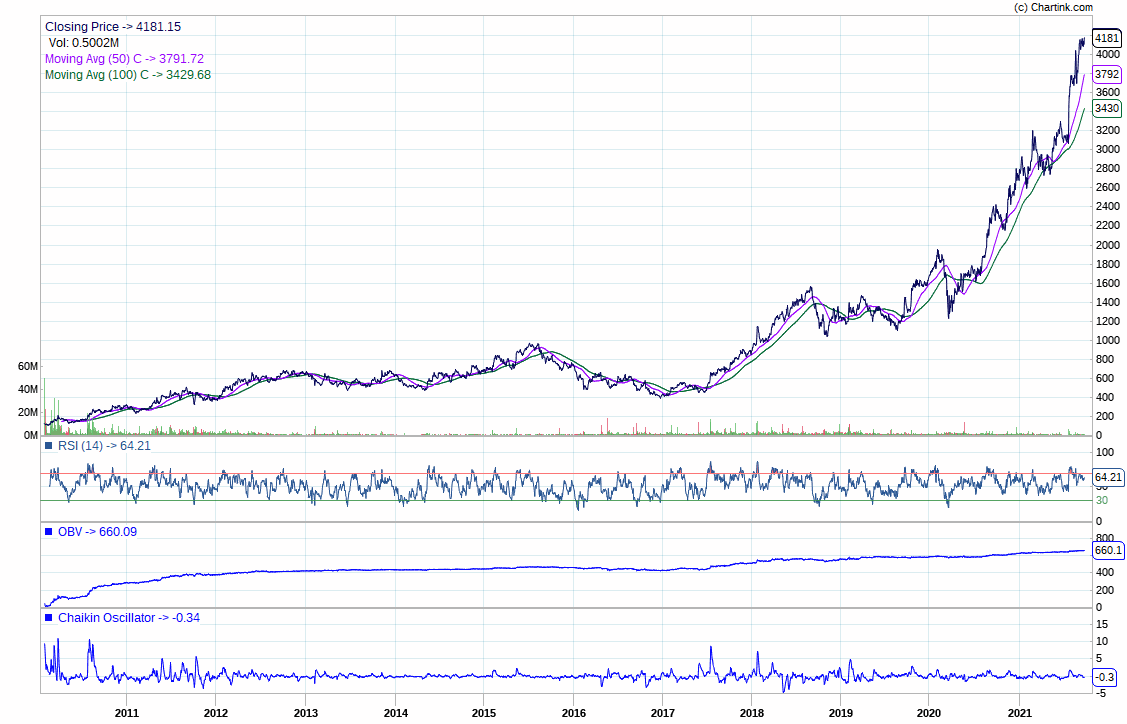 (c) Chartink.com
Closing Price -> 4181.15
Vol: 0.5002M
Moving Avg (50) C -> 3791.72
Moving Avg (100) C -> 3429.68
4181
4000
3792
3600
3430
3200
3000
2800
2600
2400
2200
2000
1800
1600
1400
1200
1000
800
600
400
200
0
60M
40M
20M
0M
RSI (14) -> 64.21
100
64.21
30
0
OBV -> 660.09
800
660.1
400
200
0
Chaikin Oscillator -> -0.34
15
10
5
-0.3
-5
2011 2012 2013 2014 2015 2016 2017 2018 2019 2020 2021